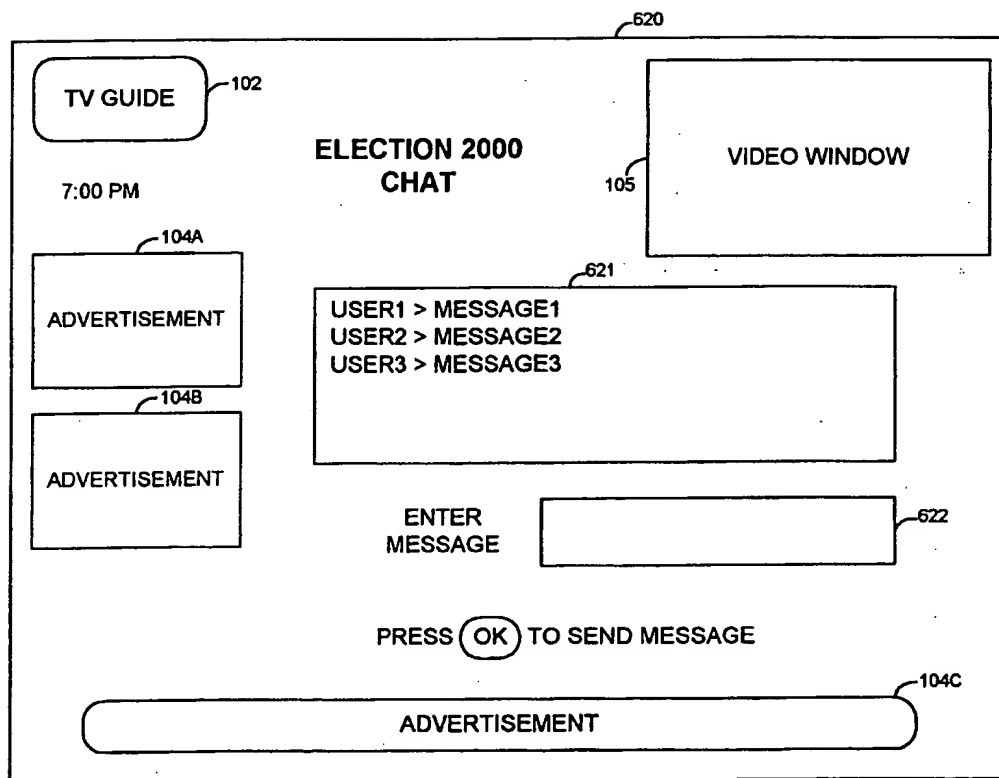 620
TV GUIDE
102
ELECTION 2000
CHAT
VIDEO WINDOW
105
7:00 PM
104A
ADVERTISEMENT
621
USER1 > MESSAGE1
USER2 > MESSAGE2
USER3 > MESSAGE3
104B
ADVERTISEMENT
ENTER
MESSAGE
622
PRESS OK TO SEND MESSAGE
104C
ADVERTISEMENT